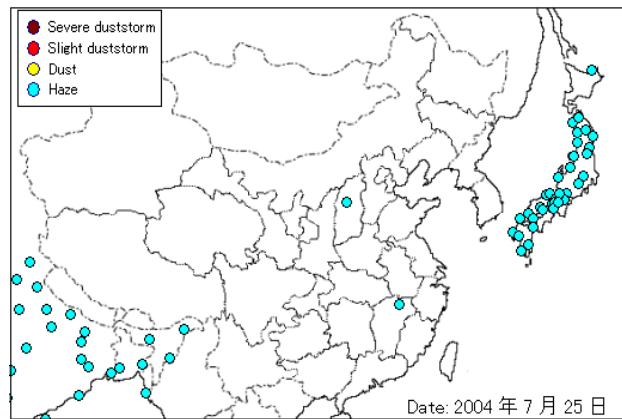 Severe duststorm
Slight duststorm
Dust
Haze
Date: 2004 年 7 月 25 日